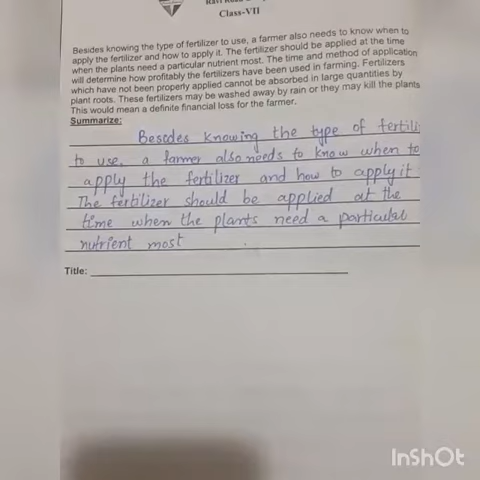 Class-VII
Besides knowing the type of fertilizer to use, a farmer also needs to know when to
apply the fertilizer and how to apply it. The fertilizer should be applied at the time
when the plants need a particular nutrient most. The time and method of application
will determine how profitably the fertilizers have been used in farming. Fertilizers
which have not been properly applied cannot be absorbed in large quantities by
plant roots. These fertilizers may be washed away by rain or they may kill the plants
This would mean a definite financial loss for the farmer.
Summarize:
Besides knowing the type of fertili
to use, a farmer also needs to know when to
apply the fertilizer and how to apply it
The fertilizer should be applied at the
time when the plants need a particular
nutrient most
Title:
InShOt